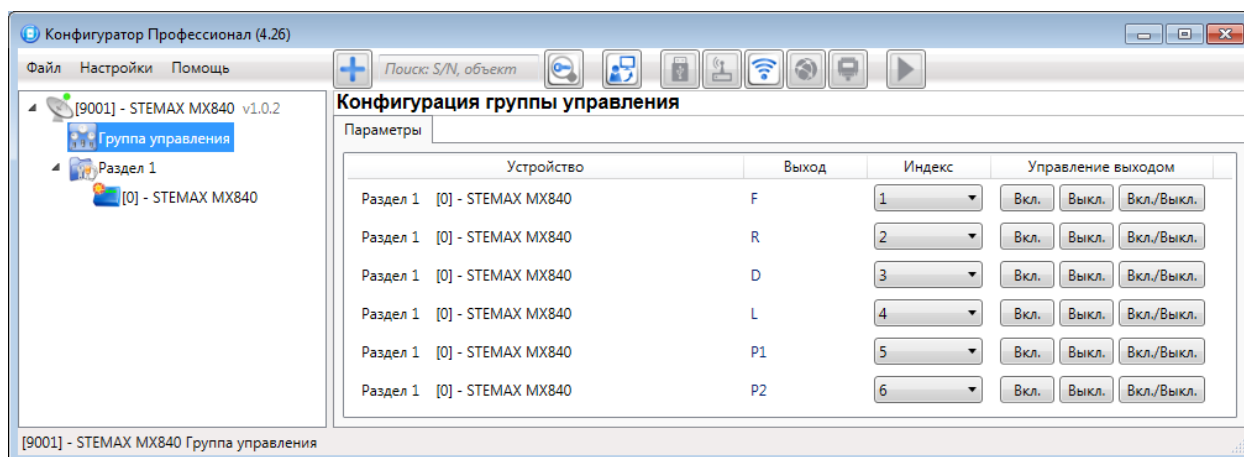 Конфигуратор Профессионал (4.26)
Файл Настройки Помощь
Поиск: S/N, объект
[9001] - STEMAX MX840 v1.0.2
Группа управления
Раздел 1
[0] - STEMAX MX840
Конфигурация группы управления
Параметры
Устройство Выход Индекс Управление выходом
Раздел 1 [0] - STEMAX MX840 F 1 Вкл. Выкл. Вкл./Выкл.
Раздел 1 [0] - STEMAX MX840 R 2 Вкл. Выкл. Вкл./Выкл.
Раздел 1 [0] - STEMAX MX840 D 3 Вкл. Выкл. Вкл./Выкл.
Раздел 1 [0] - STEMAX MX840 L 4 Вкл. Выкл. Вкл./Выкл.
Раздел 1 [0] - STEMAX MX840 P1 5 Вкл. Выкл. Вкл./Выкл.
Раздел 1 [0] - STEMAX MX840 P2 6 Вкл. Выкл. Вкл./Выкл.
[9001] - STEMAX MX840 Группа управления